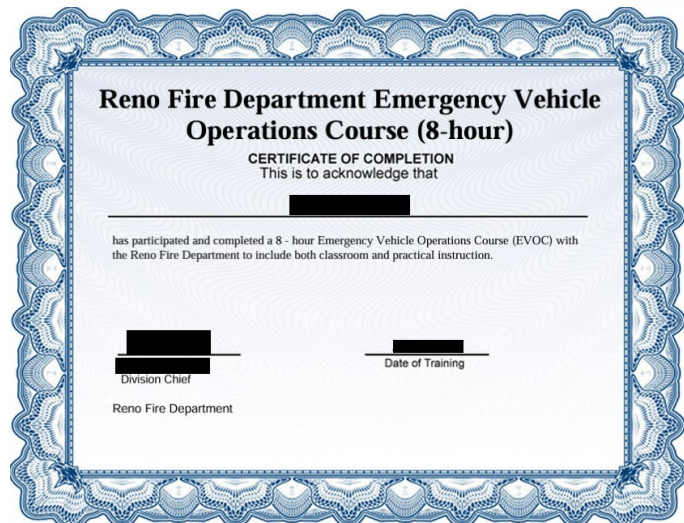 Reno Fire Department Emergency Vehicle
Operations Course (8-hour)
CERTIFICATE OF COMPLETION
This is to acknowledge that
has participated and completed a 8 - hour Emergency Vehicle Operations Course (EVOC) with
the Reno Fire Department to include both classroom and practical instruction.
Division Chief
Date of Training
Reno Fire Department